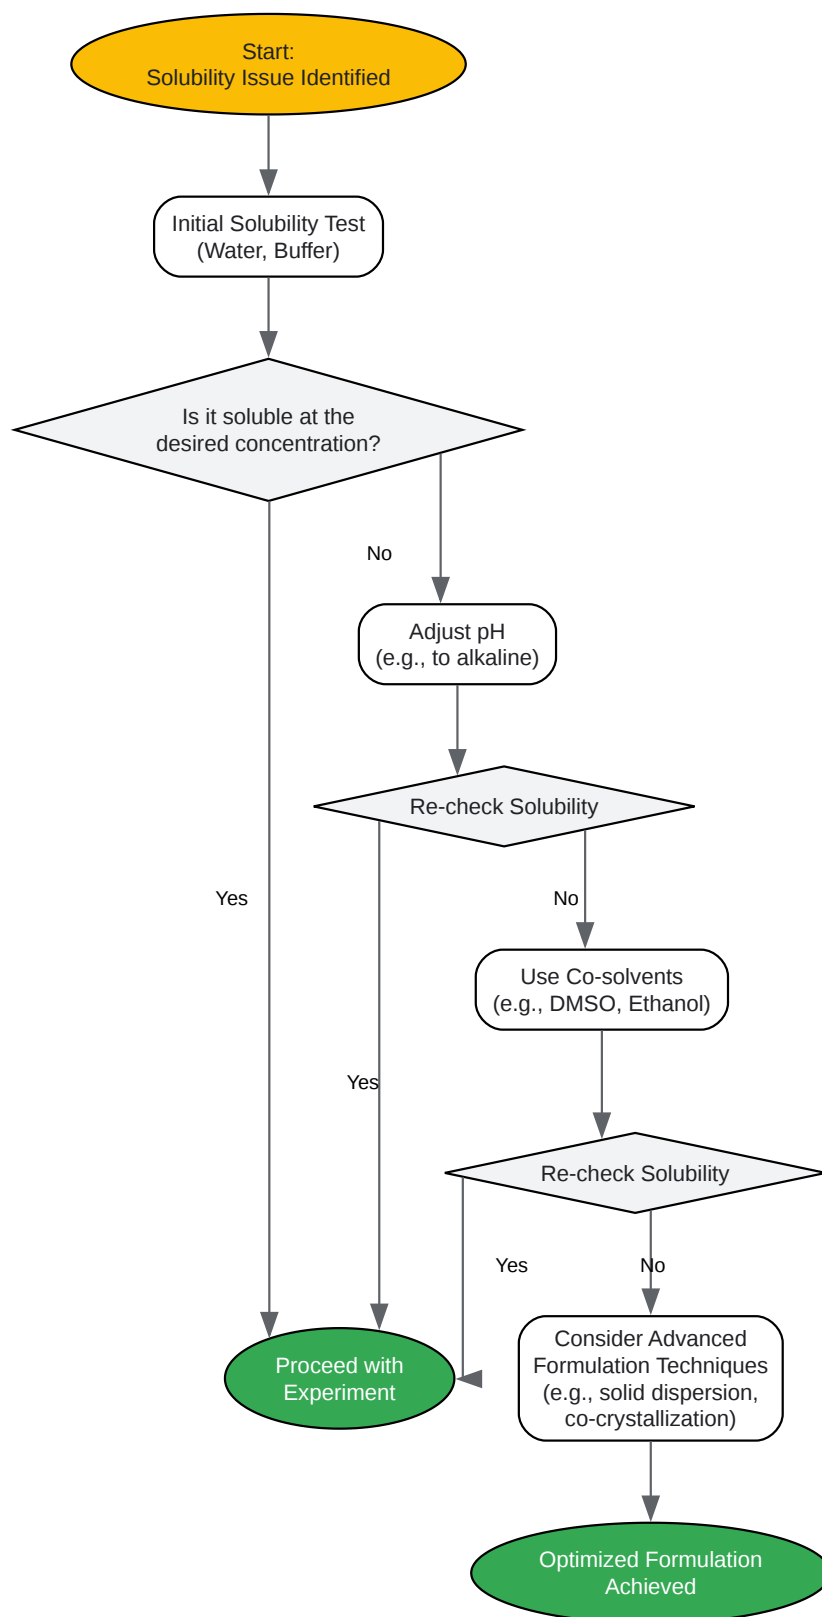 Start:
Solubility Issue Identified
Initial Solubility Test
(Water, Buffer)
Is it soluble at the
desired concentration?
No
Adjust pH
(e.g., to alkaline)
Re-check Solubility
Yes
No
Use Co-solvents
(e.g., DMSO, Ethanol)
Yes
Re-check Solubility
Yes
No
Proceed with
Experiment
Consider Advanced
Formulation Techniques
(e.g., solid dispersion,
co-crystallization)
Optimized Formulation
Achieved